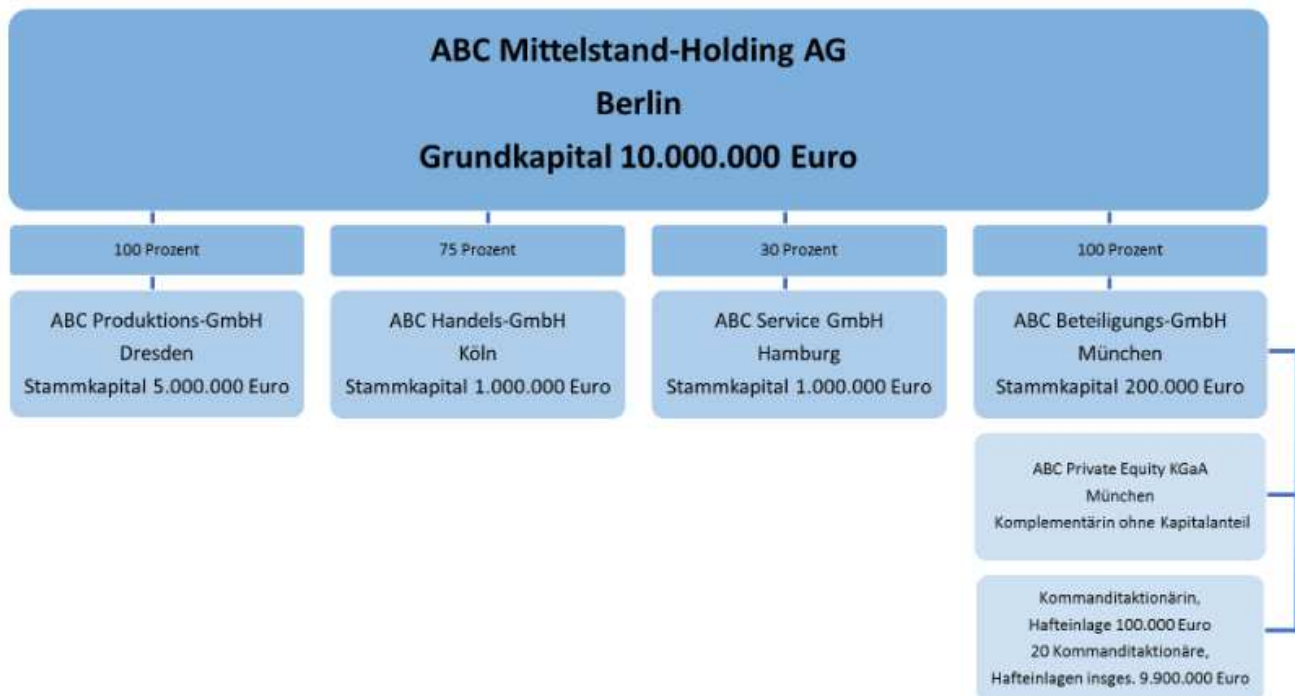 ABC Mittelstand-Holding AG
Berlin
Grundkapital 10.000.000 Euro
100 Prozent
75 Prozent
30 Prozent
100 Prozent
ABC Produktions-GmbH
Dresden
Stammkapital 5.000.000 Euro
ABC Handels-GmbH
Köln
Stammkapital 1.000.000 Euro
ABC Service GmbH
Hamburg
Stammkapital 1.000.000 Euro
ABC Beteiligungs-GmbH
München
Stammkapital 200.000 Euro
ABC Private Equity KGaA
München
Komplementärin ohne Kapitalanteil
Kommanditaktionärin,
Hafteinlage 100.000 Euro
20 Kommanditaktionäre,
Hafteinlagen insges. 9.900.000 Euro